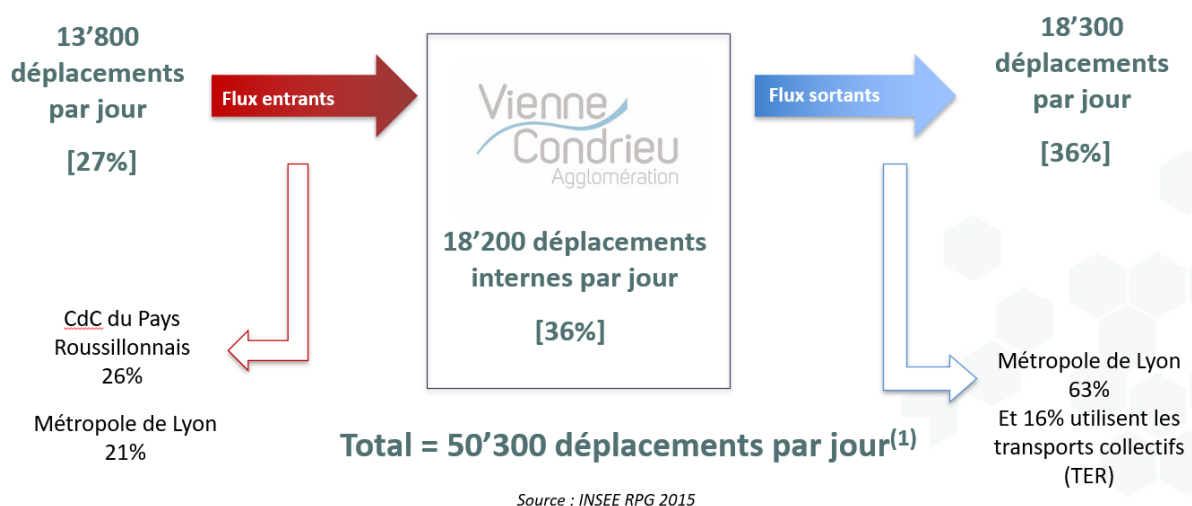 13’800
déplacements
par jour
[27%]
Flux entrants
Vienne
Condrieu
Agglomération
18’200 déplacements
internes par jour
[36%]
Flux sortants
18’300
déplacements
par jour
[36%]
CdC du Pays
Roussillonnais
26%
Métropole de Lyon
21%
Métropole de Lyon
63%
Et 16% utilisent les
transports collectifs
(TER)
Total = 50’300 déplacements par jour(1)
Source : INSEE RPG 2015